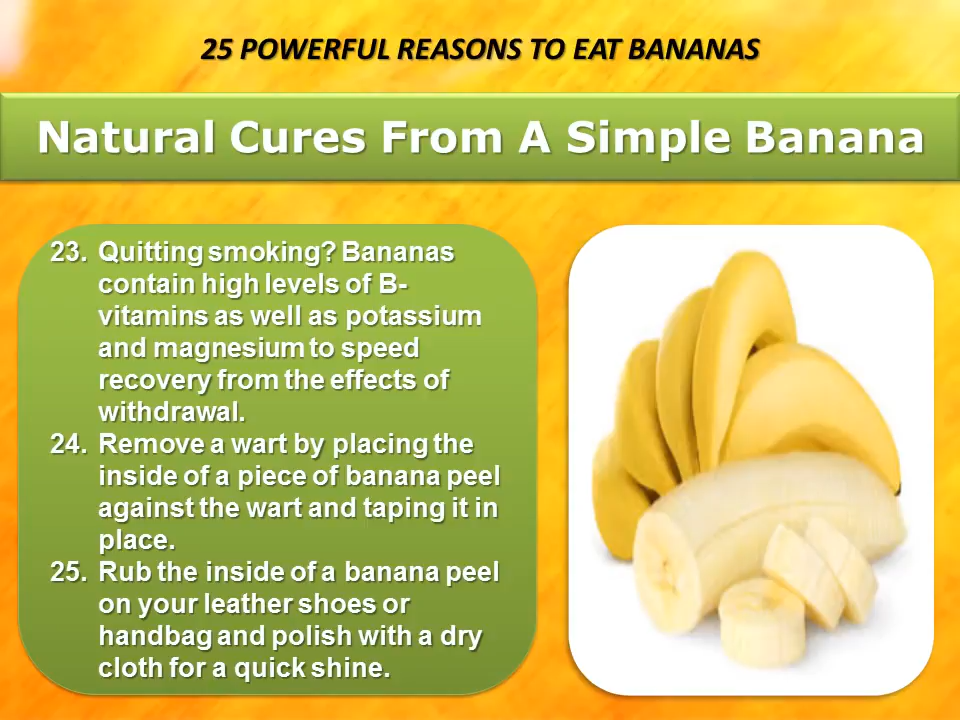 25 POWERFUL REASONS TO EAT BANANAS
Natural Cures From A Simple Banana
23. Quitting smoking? Bananas
contain high levels of B-
vitamins as well as potassium
and magnesium to speed
recovery from the effects of
withdrawal.
24. Remove a wart by placing the
inside of a piece of banana peel
against the wart and taping it in
place.
25. Rub the inside of a banana peel
on your leather shoes or
handbag and polish with a dry
cloth for a quick shine.